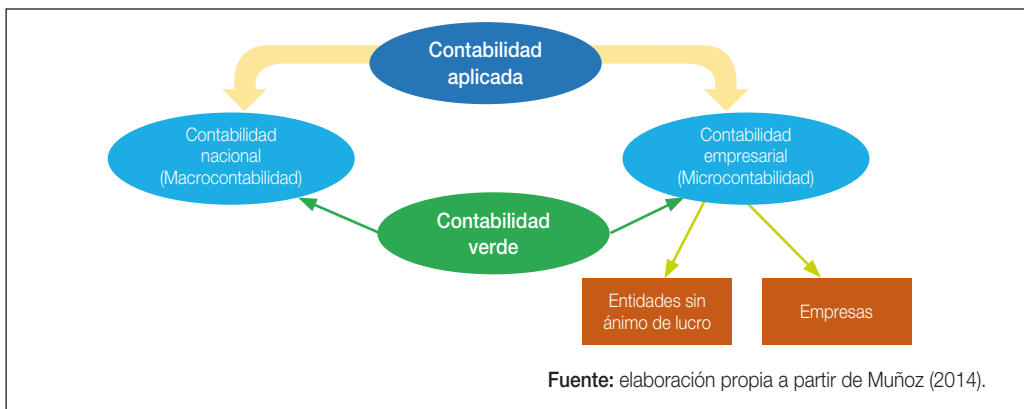 Contabilidad
aplicada
Contabilidad
nacional
(Macrocontabilidad)
Contabilidad
empresarial
(Microcontabilidad)
Contabilidad
verde
Entidades sin
ánimo de lucro
Empresas
Fuente: elaboración propia a partir de Muñoz (2014).